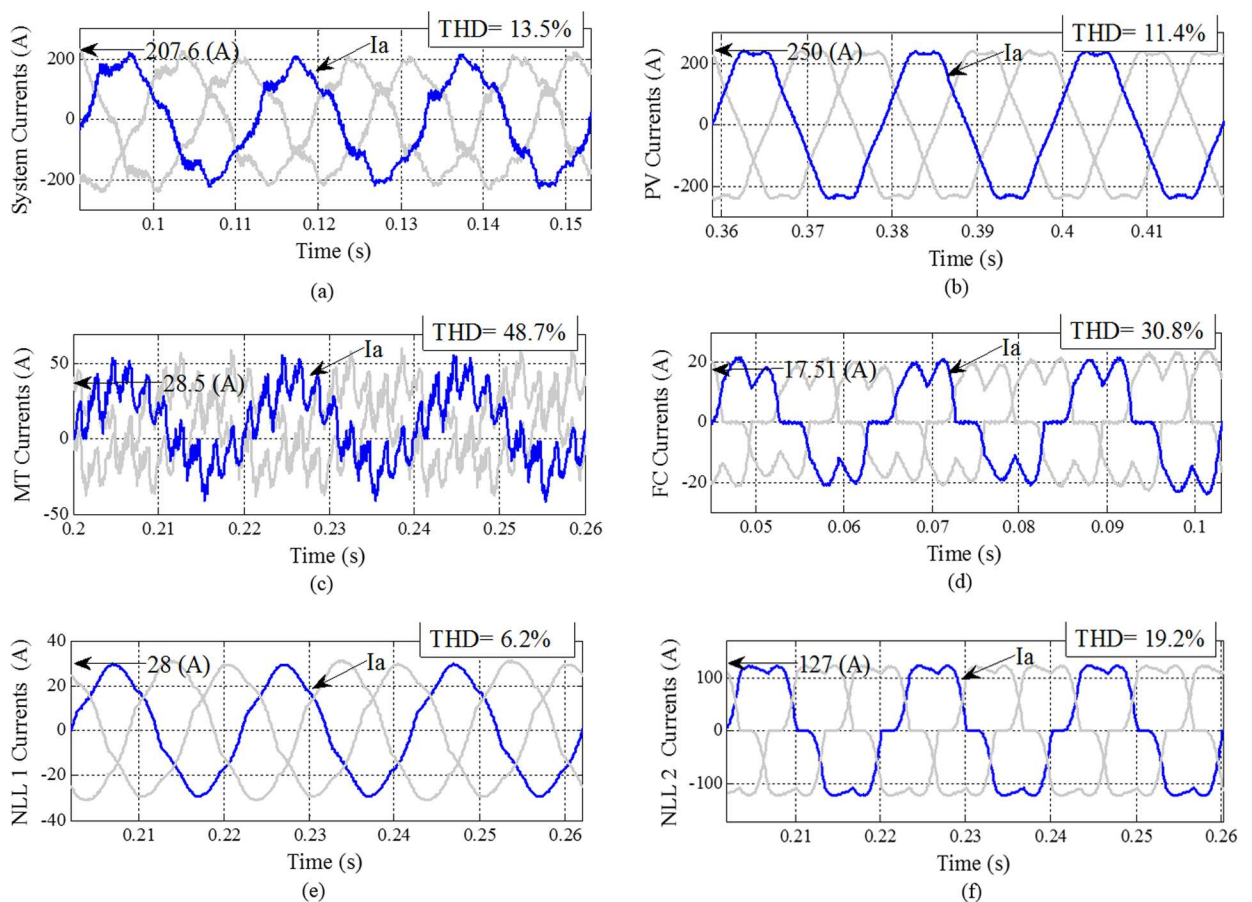 THD= 13.5%
207.6 (A)
Ia
System Currents (A)
200
0
-200
0.1
0.11
0.12
0.13
0.14
0.15
Time (s)
(a)
THD= 11.4%
250 (A)
Ia
PV Currents (A)
200
0
-200
0.36
0.37
0.38
0.39
0.4
0.41
Time (s)
(b)
THD= 48.7%
28.5 (A)
Ia
MT Currents (A)
50
0
-50
0.2
0.21
0.22
0.23
0.24
0.25
0.26
Time (s)
(c)
THD= 30.8%
17.51 (A)
Ia
FC Currents (A)
20
0
-20
0.05
0.06
0.07
0.08
0.09
0.1
Time (s)
(d)
THD= 6.2%
28 (A)
Ia
NLL 1 Currents (A)
40
20
0
-20
-40
0.21
0.22
0.23
0.24
0.25
0.26
Time (s)
(e)
THD= 19.2%
127 (A)
Ia
NLL 2 Currents (A)
100
0
-100
0.21
0.22
0.23
0.24
0.25
0.26
Time (s)
(f)